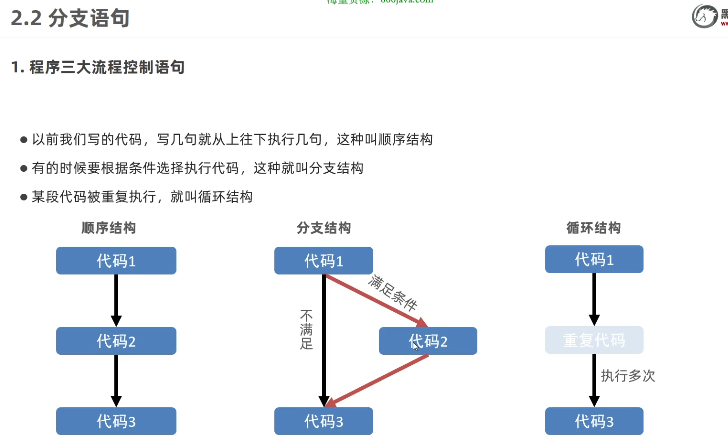 2.2 分支语句
1. 程序三大流程控制语句
● 以前我们写的代码，写几句就从上往下执行几句，这种叫顺序结构
● 有的时候要根据条件选择执行代码，这种就叫分支结构
● 某段代码被重复执行，就叫循环结构
顺序结构
代码1
代码2
代码3
分支结构
代码1
满足条件
不满足
代码2
代码3
循环结构
代码1
重复代码
执行多次
代码3